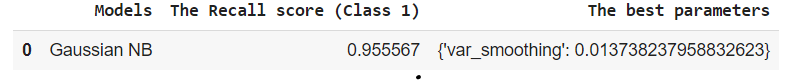 Models The Recall score (Class 1) The best parameters
0 Gaussian NB 0.955567 {'var_smoothing': 0.013738237958832623}